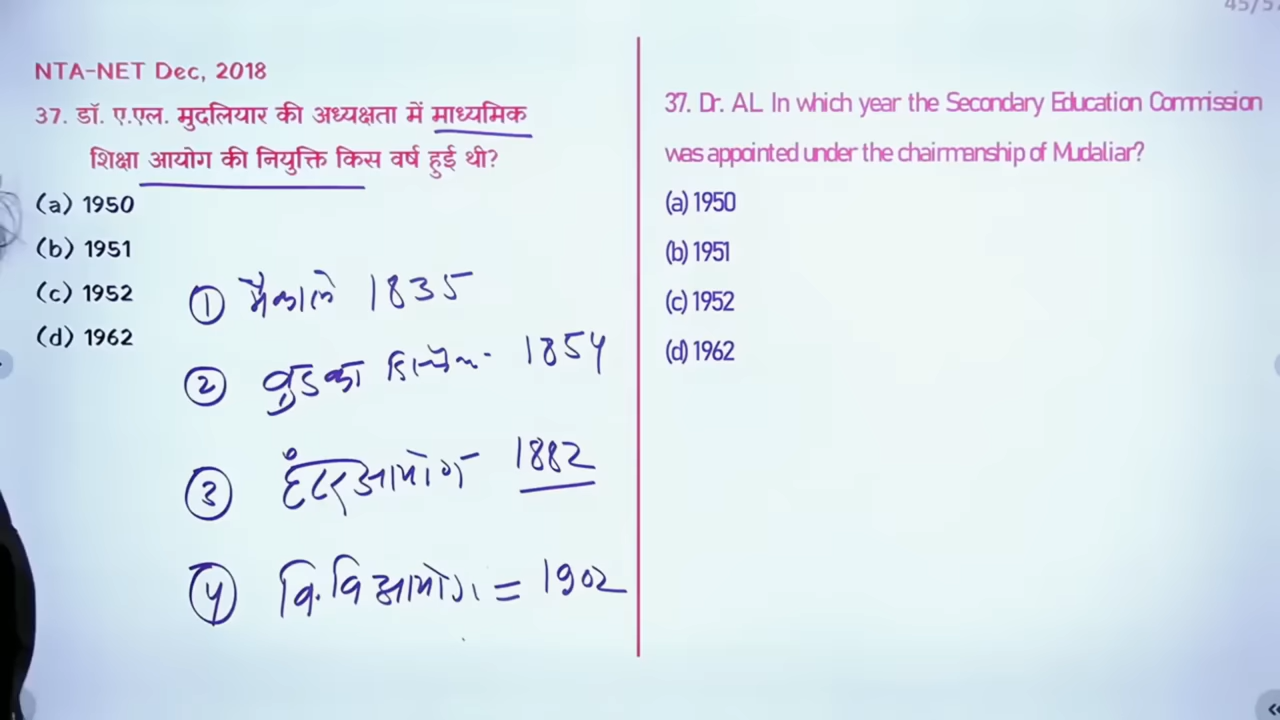 45/5
NTA-NET Dec, 2018
37. डॉ. ए.एल. मुदलियार की अध्यक्षता में माध्यमिक
शिक्षा आयोग की नियुक्ति किस वर्ष हुई थी?
(a) 1950
(b) 1951
(c) 1952
(d) 1962
① मैकाले 1835
② वुड का 1854
③ हंटर आयोग 1882
④ वि.वि आयोग = 1902
37. Dr. AL In which year the Secondary Education Commission
was appointed under the chairmanship of Mudaliar?
(a) 1950
(b) 1951
(c) 1952
(d) 1962